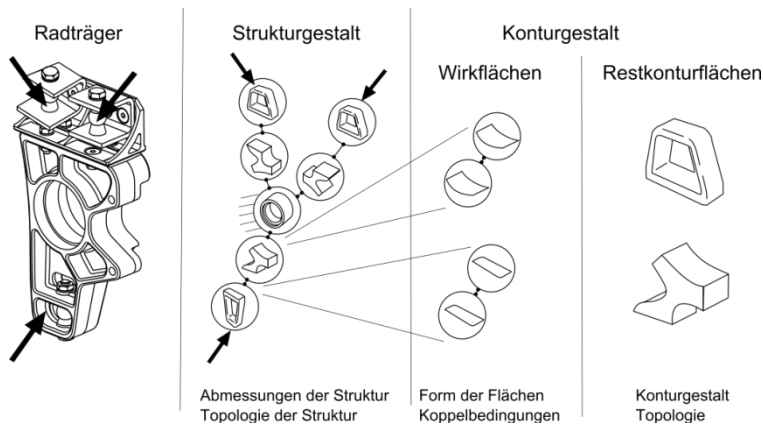 Radträger
Strukturgestalt
Konturgestalt
Wirkflächen
Restkonturflächen
Abmessungen der Struktur
Topologie der Struktur
Form der Flächen
Koppelbedingungen
Konturgestalt
Topologie